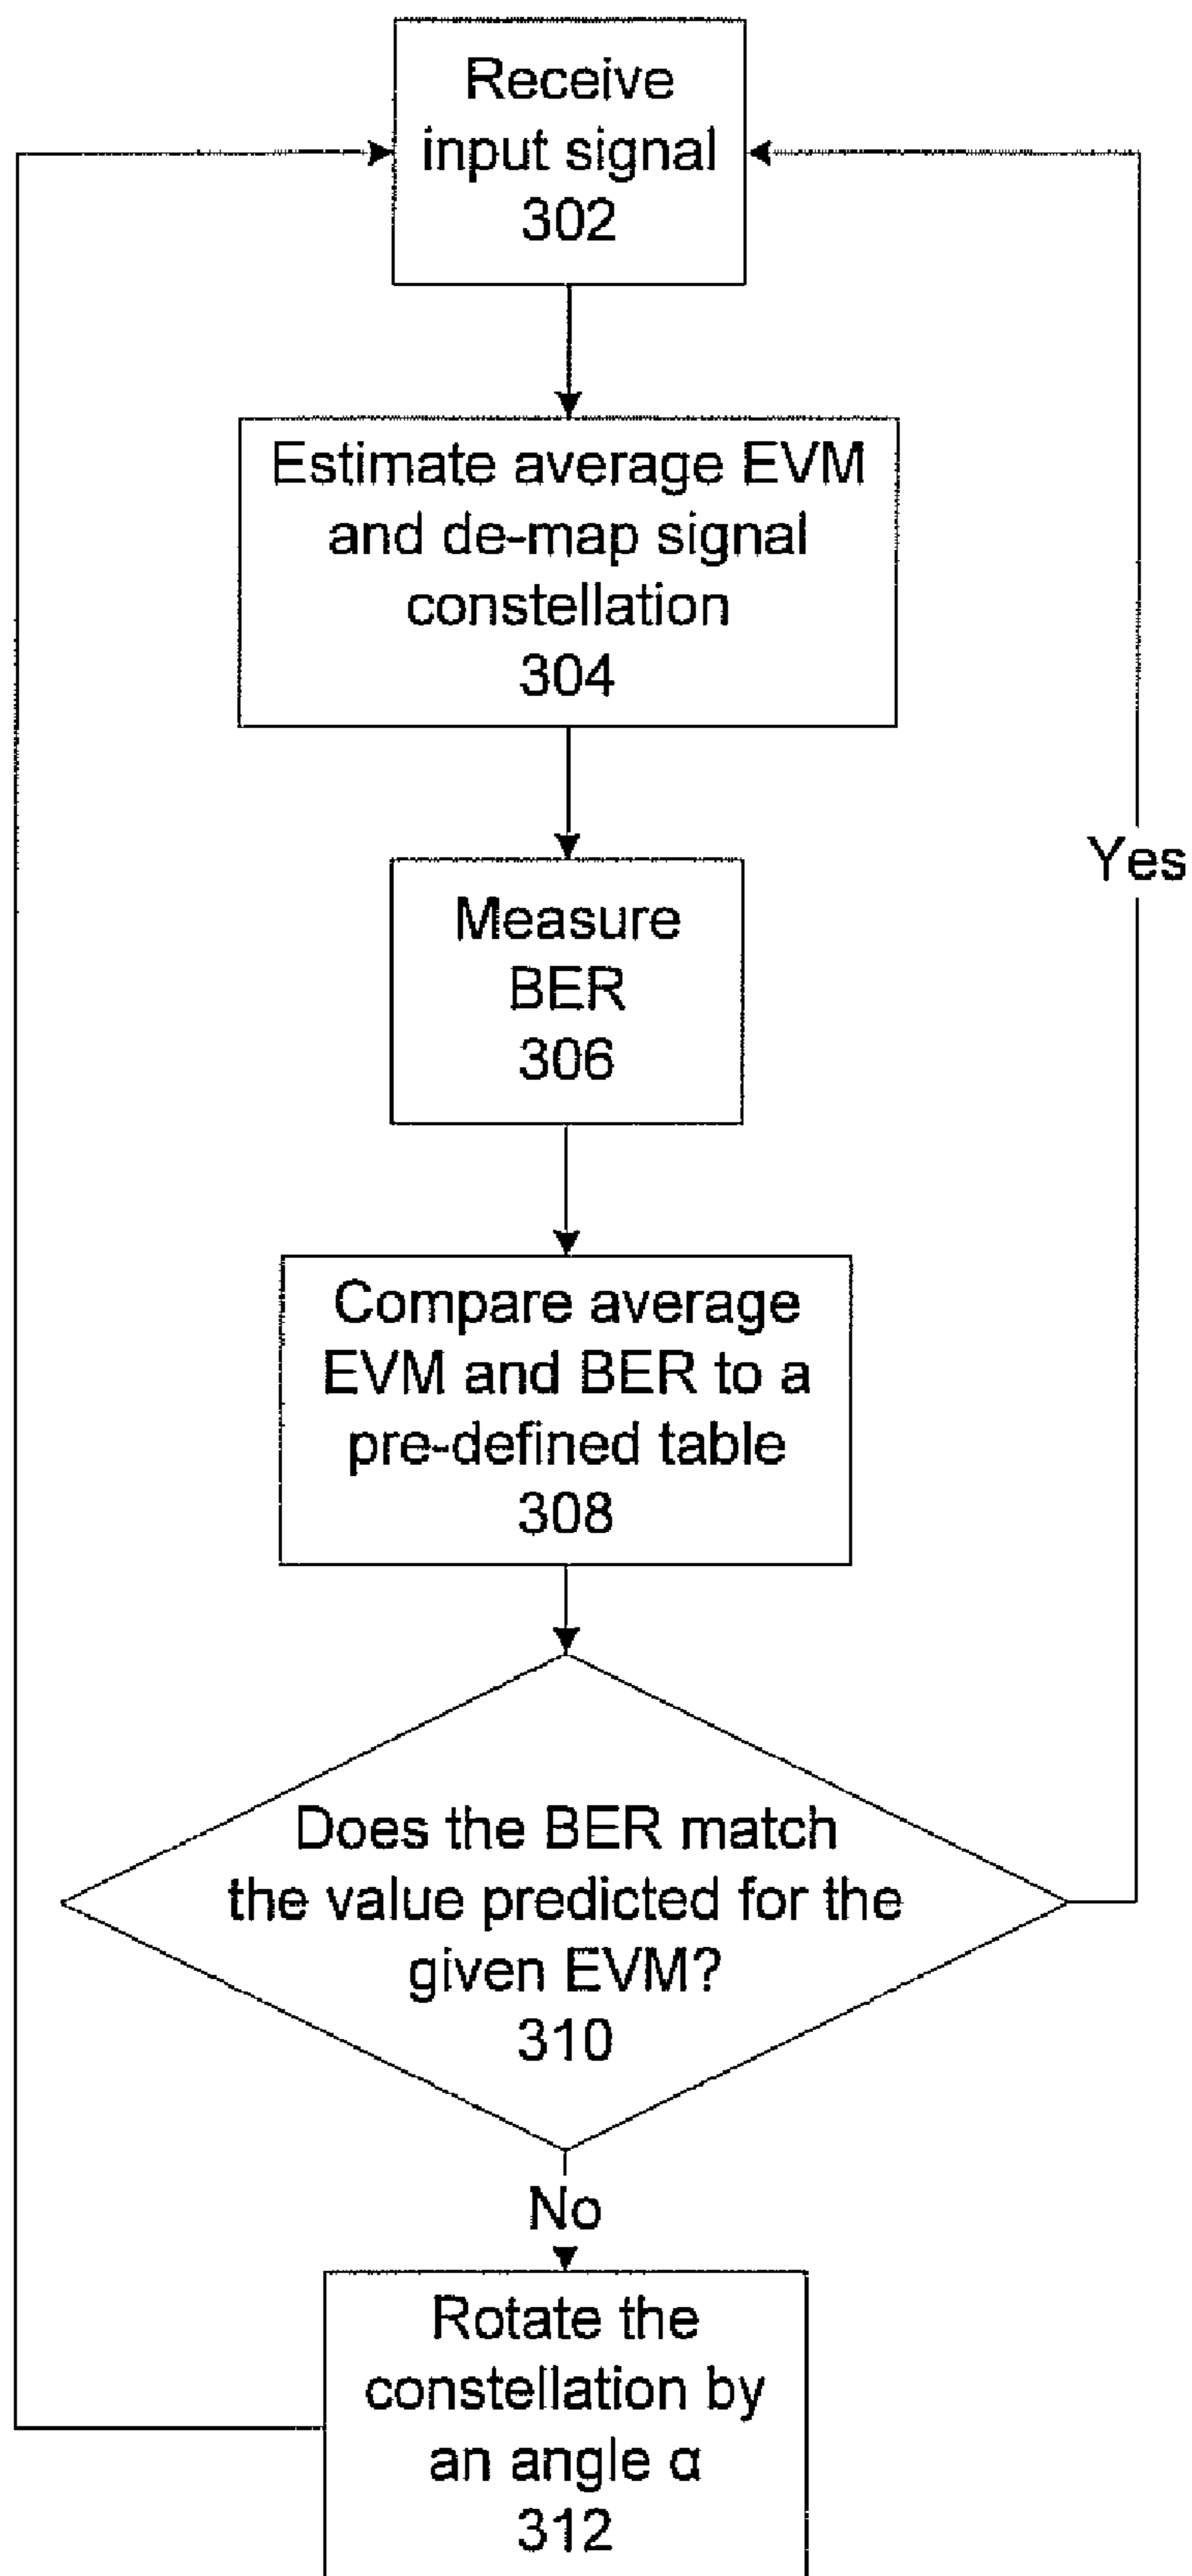 Receive
input signal
302
Estimate average EVM
and de-map signal
constellation
304
Yes
Measure
BER
306
Compare average
EVM and BER to a
pre-defined table
308
Does the BER match
the value predicted for the
given EVM?
310
No
Rotate the
constellation by
an angle α
312